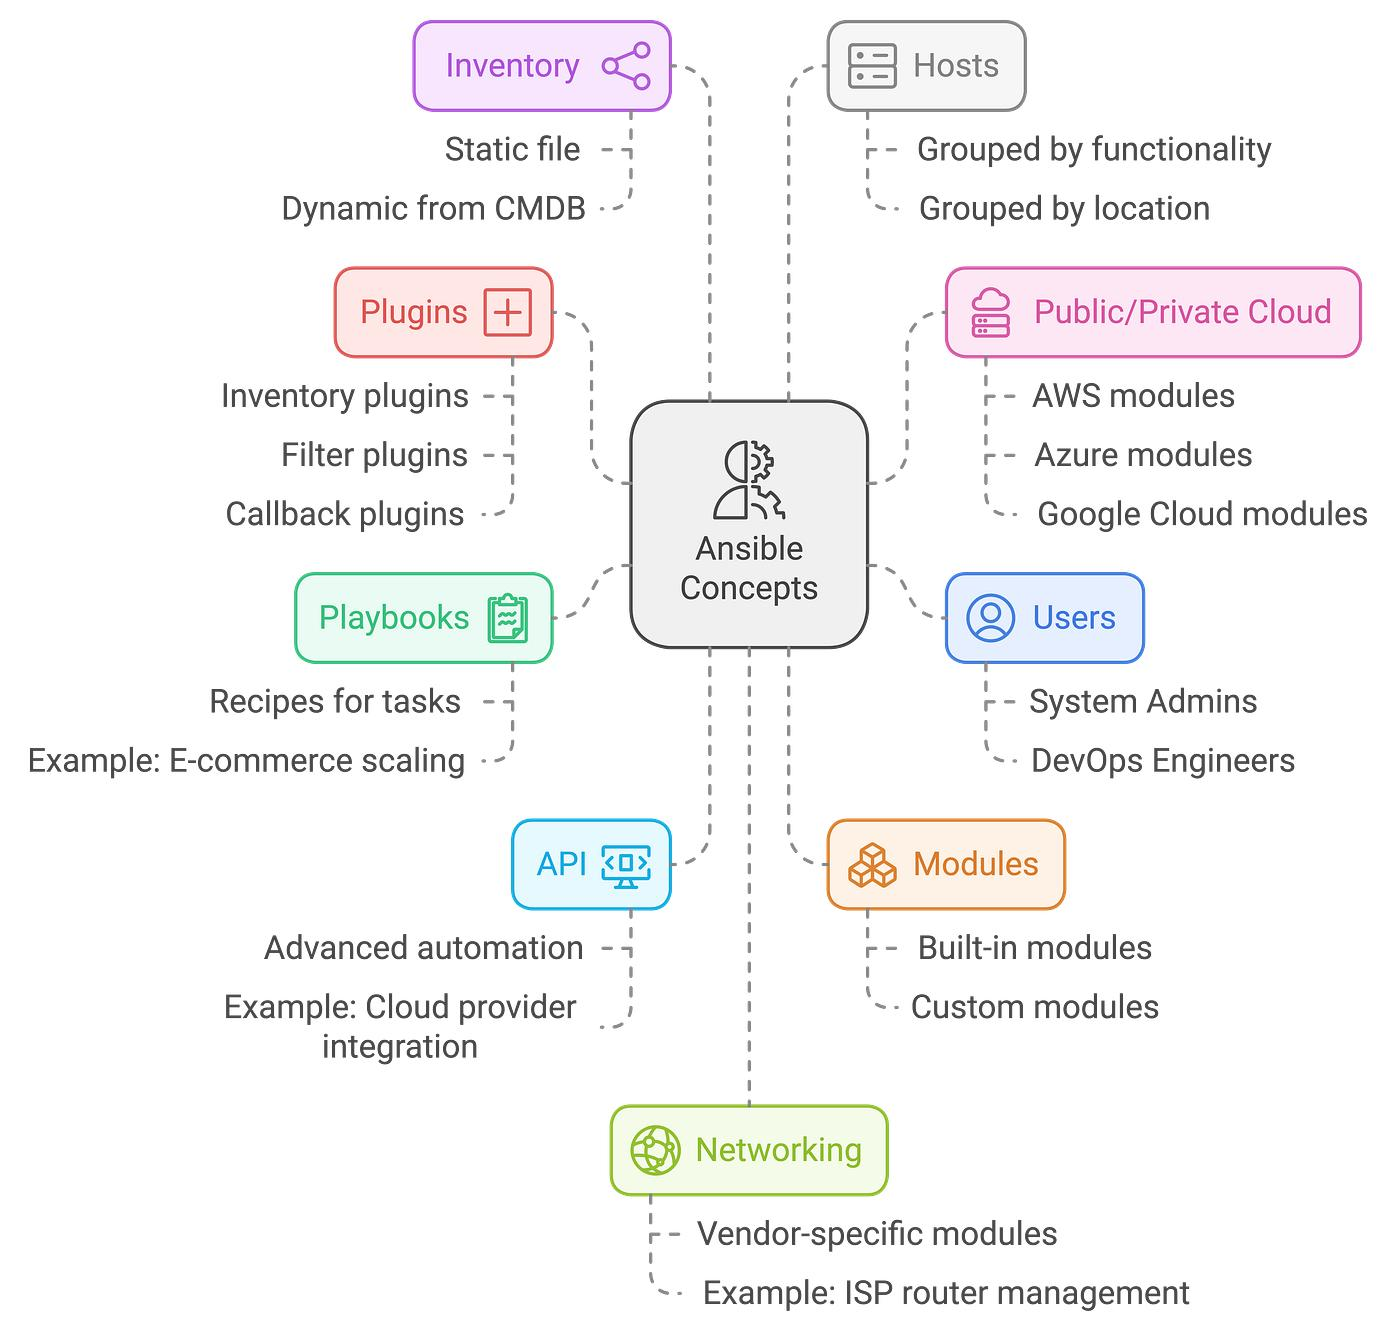 Inventory
Static file
Dynamic from CMDB
Hosts
Grouped by functionality
Grouped by location
Plugins
Inventory plugins
Filter plugins
Callback plugins
Public/Private Cloud
AWS modules
Azure modules
Google Cloud modules
Ansible
Concepts
Playbooks
Recipes for tasks
Example: E-commerce scaling
Users
System Admins
DevOps Engineers
API
Advanced automation
Example: Cloud provider
integration
Modules
Built-in modules
Custom modules
Networking
Vendor-specific modules
Example: ISP router management